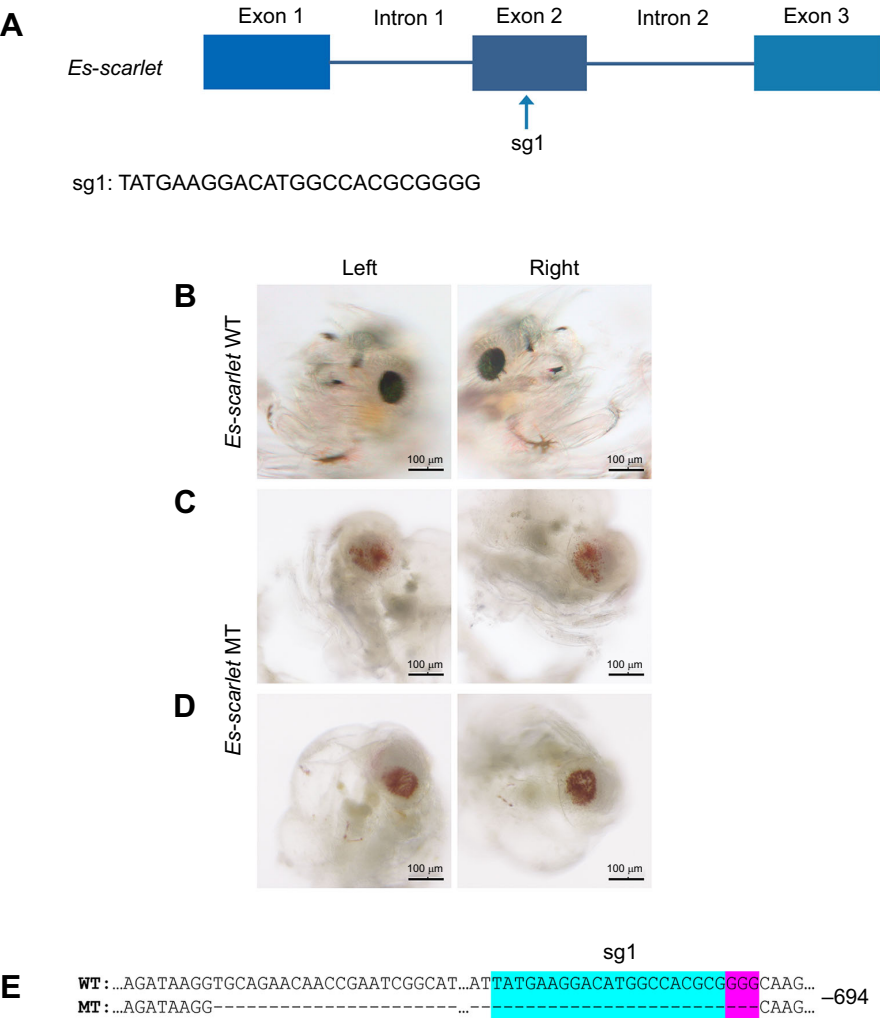 A
Exon 1 Intron 1 Exon 2 Intron 2 Exon 3
Es-scarlet
sg1
sg1: TATGAAGGACATGGCCACGCGGGG
Left Right
B
Es-scarlet WT
100 μm 100 μm
C
100 μm 100 μm
Es-scarlet MT
D
100 μm 100 μm
sg1
E
WT:…AGATAAGGTGCAGAACAACCGAATCGGCAT…ATTATGAAGGACATGGCCACGCGGGGCAAG…
–694
MT:…AGATAAGG----------------------…--------------------------CAAG…